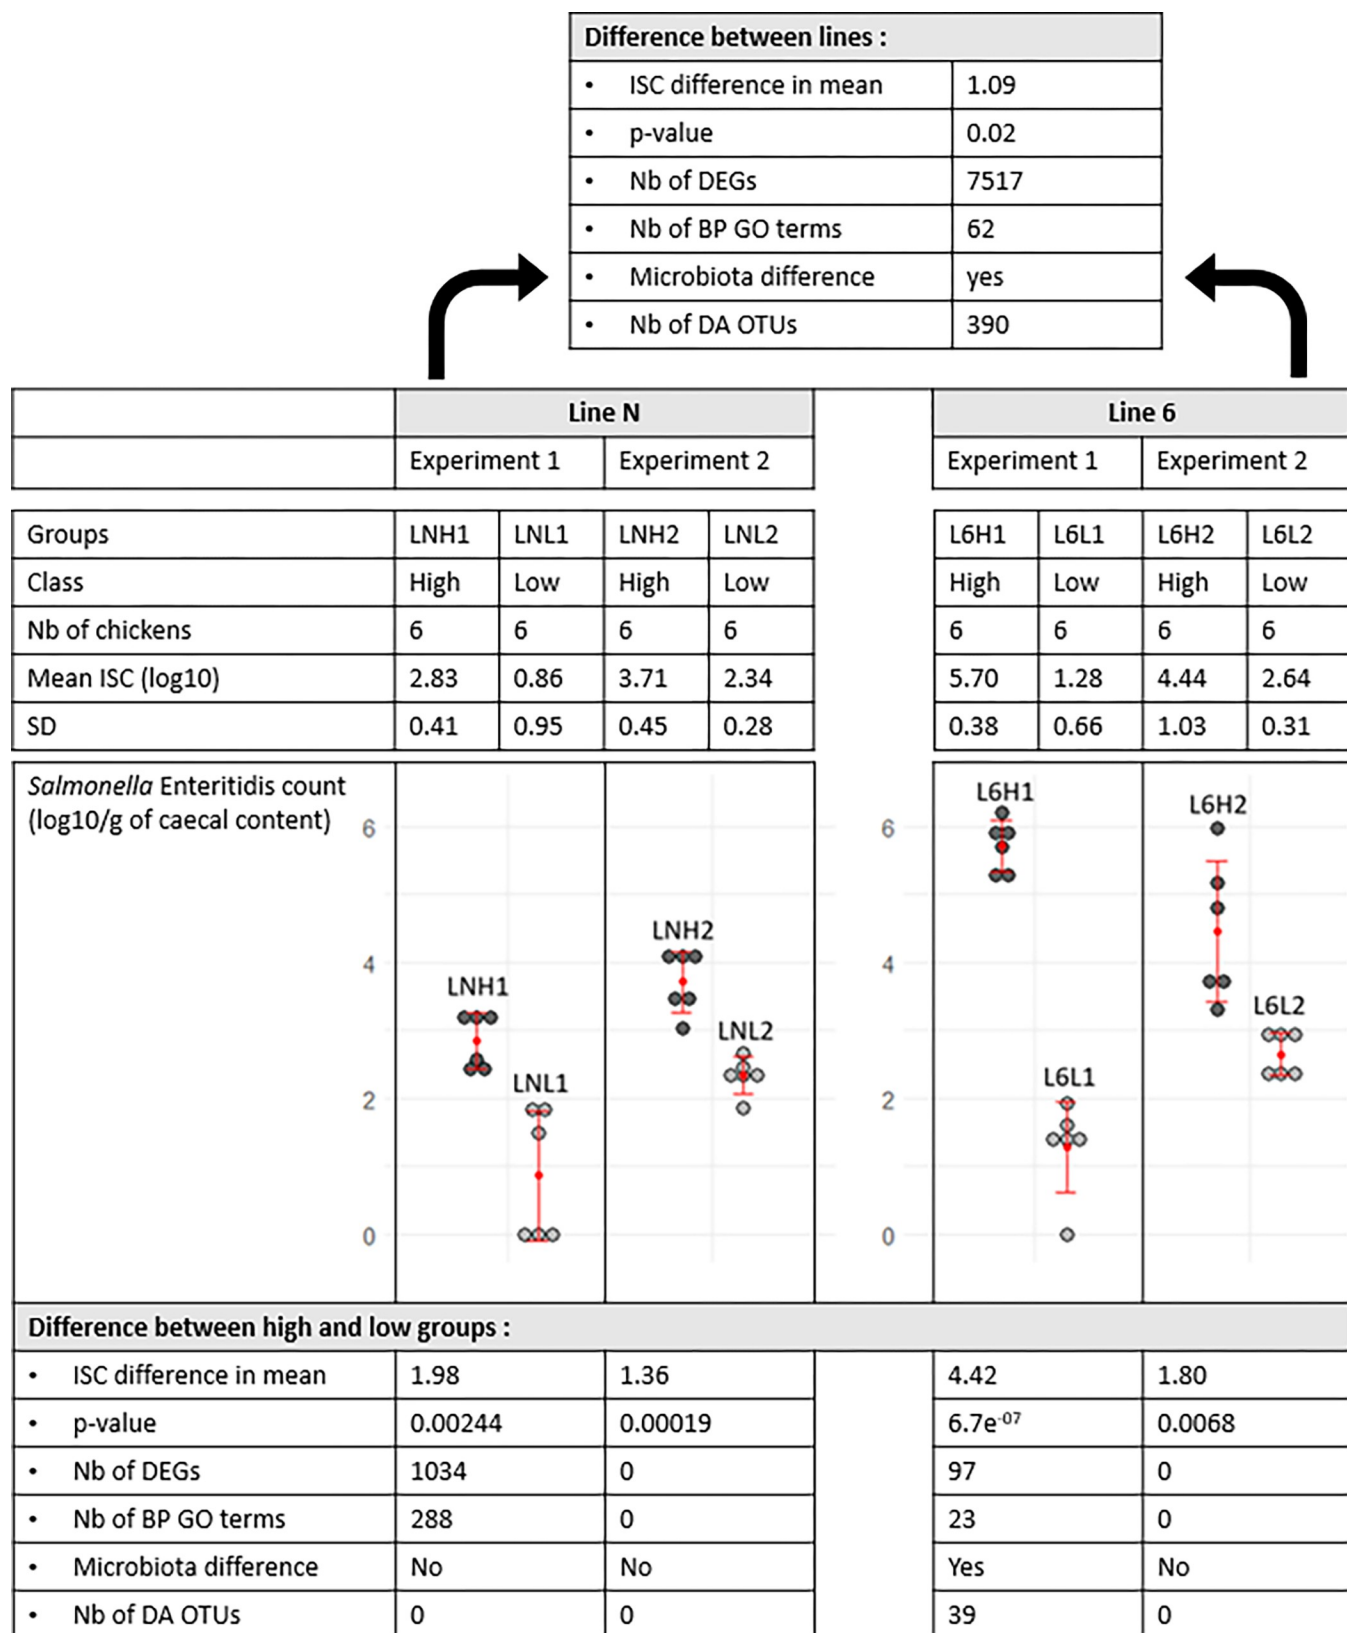 Difference between lines :
• ISC difference in mean 1.09
• p-value 0.02
• Nb of DEGs 7517
• Nb of BP GO terms 62
• Microbiota difference yes
• Nb of DA OTUs 390
Line N Line 6
Experiment 1 Experiment 2 Experiment 1 Experiment 2
Groups LNH1 LNL1 LNH2 LNL2 L6H1 L6L1 L6H2 L6L2
Class High Low High Low High Low High Low
Nb of chickens 6 6 6 6 6 6 6 6
Mean ISC (log10) 2.83 0.86 3.71 2.34 5.70 1.28 4.44 2.64
SD 0.41 0.95 0.45 0.28 0.38 0.66 1.03 0.31
Salmonella Enteritidis count
(log10/g of caecal content)
6
4
2
0
LNH1
LNL1
LNH2
LNL2
6
4
2
0
L6H1
L6L1
L6H2
L6L2
Difference between high and low groups :
• ISC difference in mean 1.98 1.36 4.42 1.80
• p-value 0.00244 0.00019 6.7e-07 0.0068
• Nb of DEGs 1034 0 97 0
• Nb of BP GO terms 288 0 23 0
• Microbiota difference No No Yes No
• Nb of DA OTUs 0 0 39 0